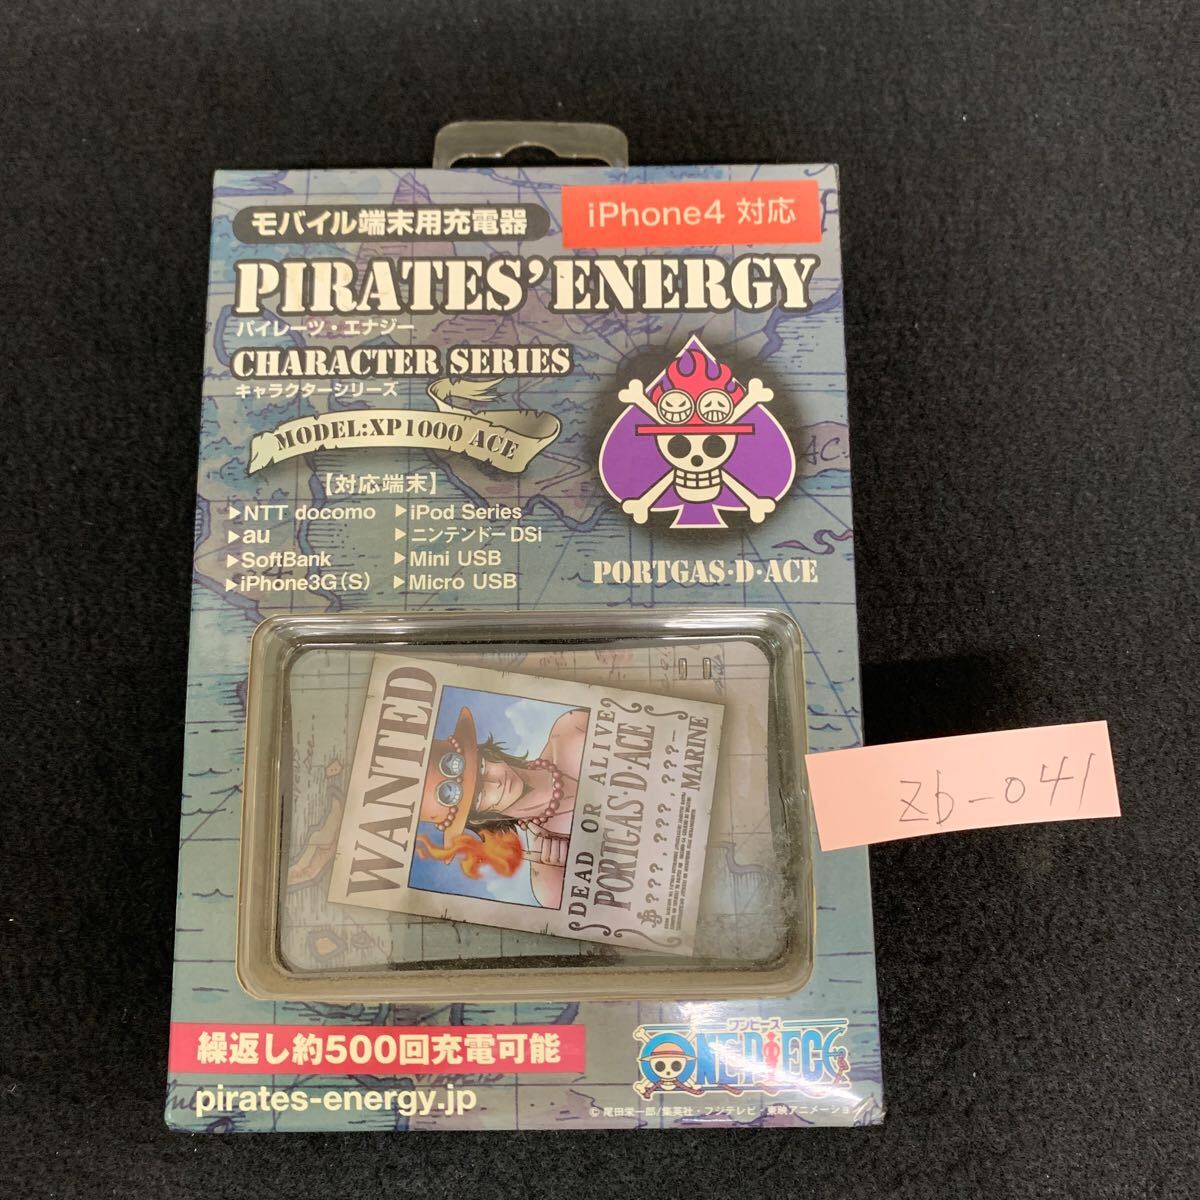 モバイル端末用充電器
iPhone4 対応
PIRATES' ENERGY
パイレーツ・エナジー
CHARACTER SERIES
キャラクターシリーズ
MODEL:XP1000 ACE
【対応端末】
▶NTT docomo
▶au
▶SoftBank
▶iPhone3G(S)
▶iPod Series
▶ニンテンドーDSi
▶Mini USB
▶Micro USB
PORTGAS・D・ACE
WANTED
DEAD OR ALIVE
PORTGAS・D・ACE
???,???,???-
MARINE
zb-041
繰返し約500回充電可能
pirates-energy.jp
ワンピース
ONE PIECE
© 尾田栄一郎/集英社・フジテレビ・東映アニメーション